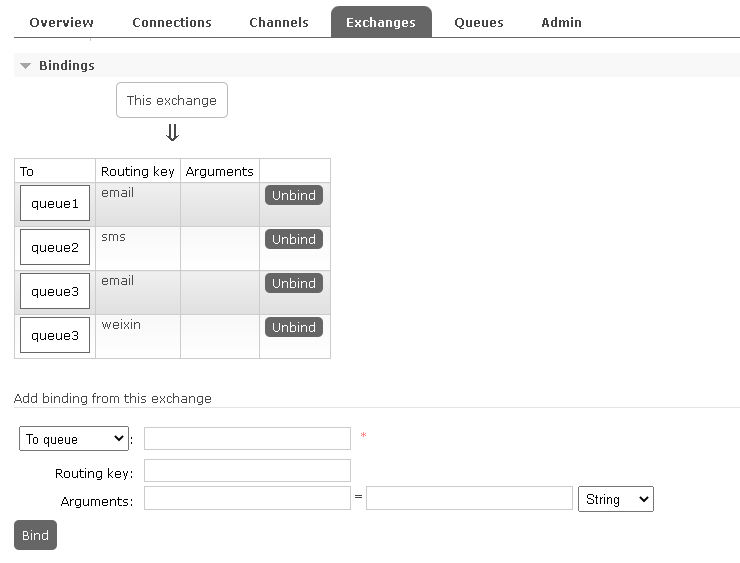 Overview Connections Channels Exchanges Queues Admin
Bindings
This exchange
⇓
To Routing key Arguments
queue1 email Unbind
queue2 sms Unbind
queue3 email Unbind
queue3 weixin Unbind
Add binding from this exchange
To queue : *
Routing key:
Arguments: = String
Bind